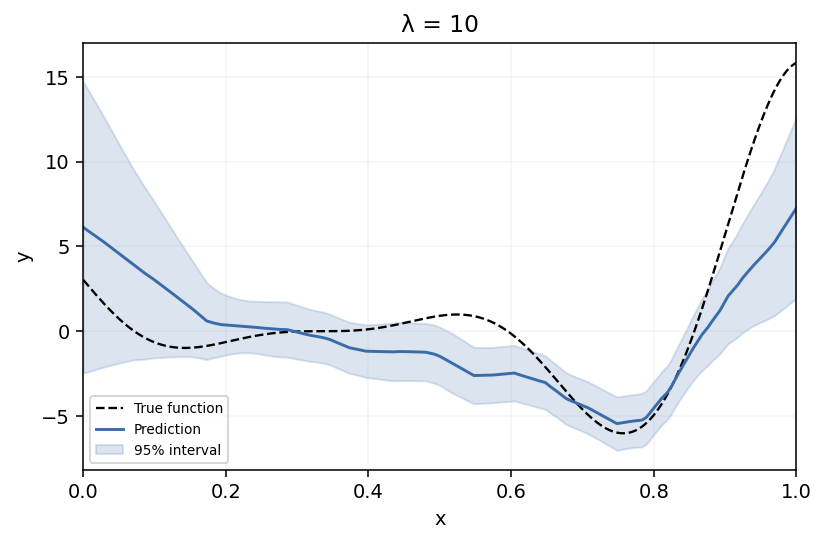 λ = 10
y
15
10
5
0
−5
True function
Prediction
95% interval
0.0 0.2 0.4 0.6 0.8 1.0
x